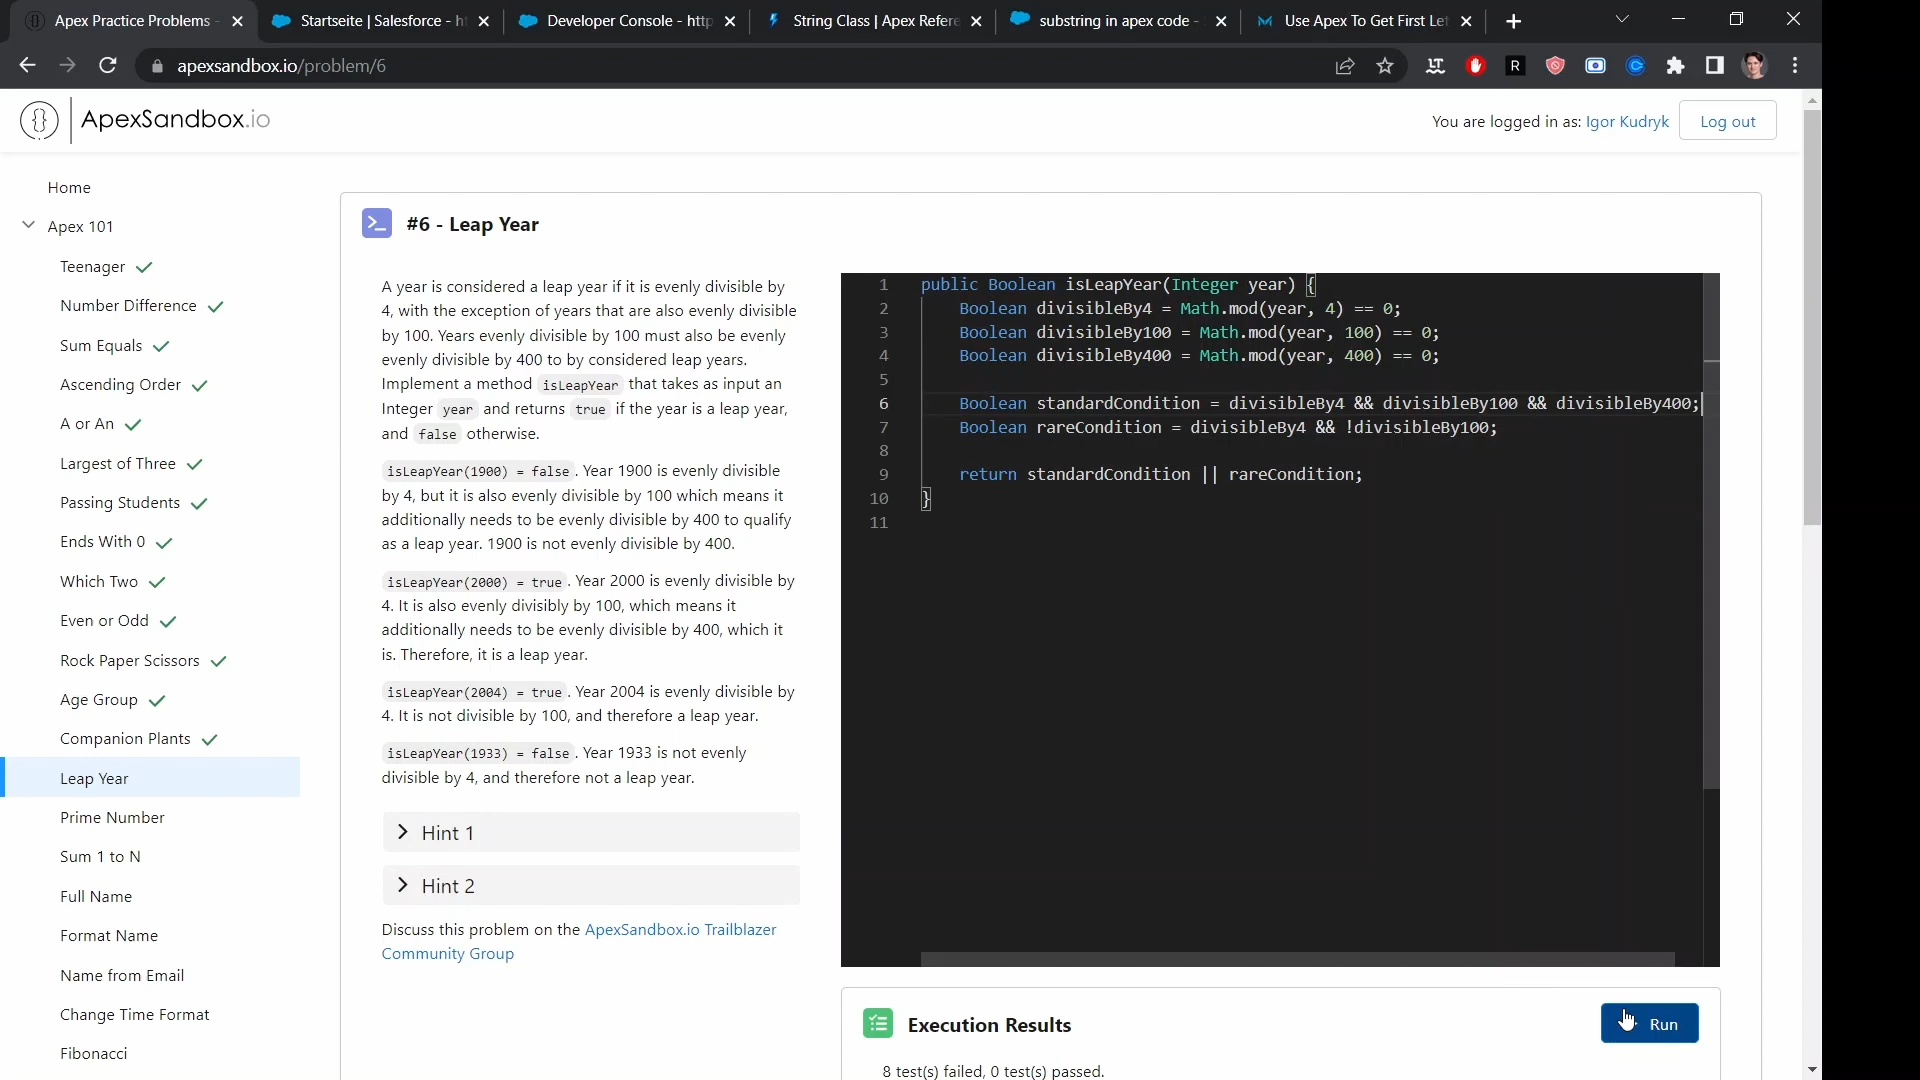 Apex Practice Problems -
Startseite | Salesforce - ht
Developer Console - http
String Class | Apex Refere
substring in apex code -
Use Apex To Get First Let
apexsandbox.io/problem/6
ApexSandbox.io
You are logged in as: Igor Kudryk
Log out
Home
Apex 101
Teenager
Number Difference
Sum Equals
Ascending Order
A or An
Largest of Three
Passing Students
Ends With 0
Which Two
Even or Odd
Rock Paper Scissors
Age Group
Companion Plants
Leap Year
Prime Number
Sum 1 to N
Full Name
Format Name
Name from Email
Change Time Format
Fibonacci
#6 - Leap Year
A year is considered a leap year if it is evenly divisible by
4, with the exception of years that are also evenly divisible
by 100. Years evenly divisible by 100 must also be evenly
evenly divisible by 400 to by considered leap years.
Implement a method isLeapYear that takes as input an
Integer year and returns true if the year is a leap year,
and false otherwise.
isLeapYear(1900) = false. Year 1900 is evenly divisible
by 4, but it is also evenly divisible by 100 which means it
additionally needs to be evenly divisible by 400 to qualify
as a leap year. 1900 is not evenly divisible by 400.
isLeapYear(2000) = true. Year 2000 is evenly divisible by
4. It is also evenly divisibly by 100, which means it
additionally needs to be evenly divisible by 400, which it
is. Therefore, it is a leap year.
isLeapYear(2004) = true. Year 2004 is evenly divisible by
4. It is not divisible by 100, and therefore a leap year.
isLeapYear(1933) = false. Year 1933 is not evenly
divisible by 4, and therefore not a leap year.
Hint 1
Hint 2
Discuss this problem on the ApexSandbox.io Trailblazer
Community Group
1 public Boolean isLeapYear(Integer year) {
2 Boolean divisibleBy4 = Math.mod(year, 4) == 0;
3 Boolean divisibleBy100 = Math.mod(year, 100) == 0;
4 Boolean divisibleBy400 = Math.mod(year, 400) == 0;
5
6 Boolean standardCondition = divisibleBy4 && divisibleBy100 && divisibleBy400;
7 Boolean rareCondition = divisibleBy4 && !divisibleBy100;
8
9 return standardCondition || rareCondition;
10 }
11
Execution Results
Run
8 test(s) failed, 0 test(s) passed.